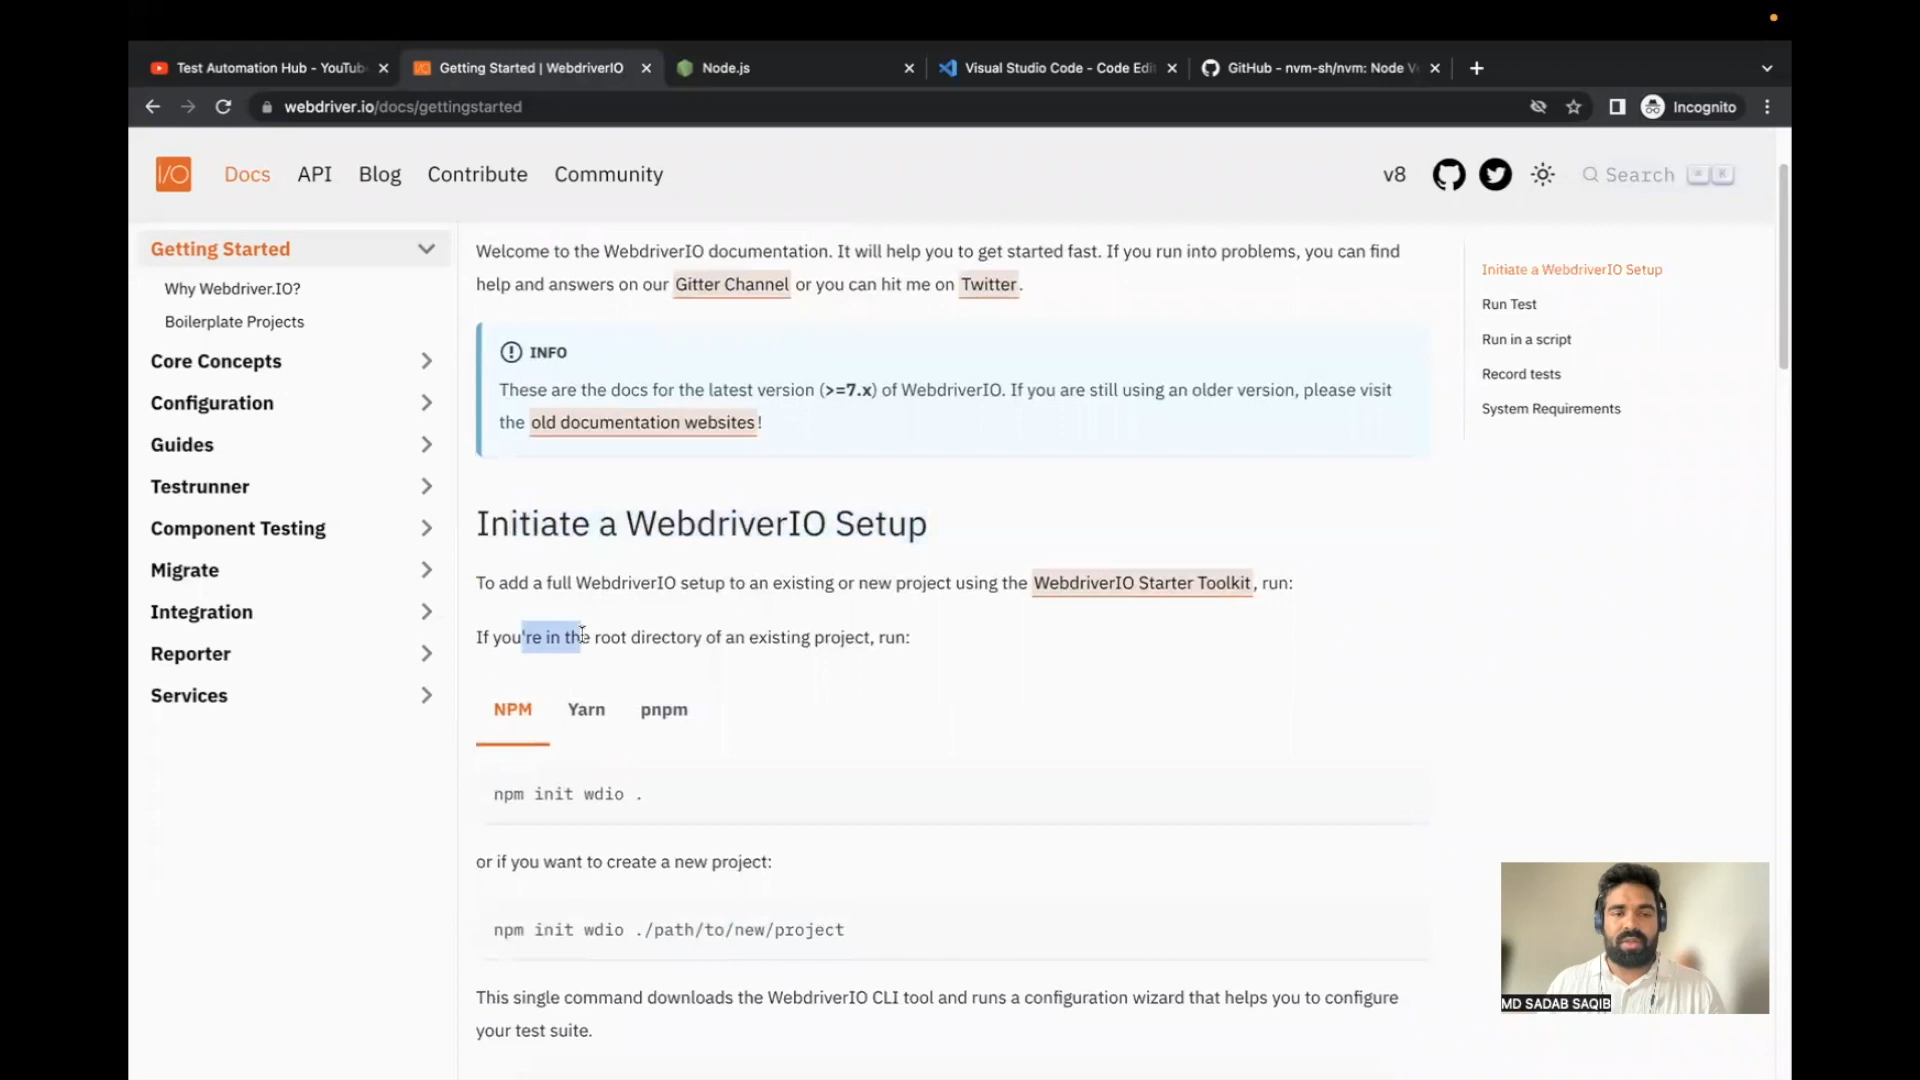 Test Automation Hub - YouTub
Getting Started | WebdriverIO
Node.js
Visual Studio Code - Code Edi
GitHub - nvm-sh/nvm: Node V
webdriver.io/docs/gettingstarted
Incognito
I/O
Docs
API
Blog
Contribute
Community
v8
Search
K
Getting Started
Why Webdriver.IO?
Boilerplate Projects
Core Concepts
Configuration
Guides
Testrunner
Component Testing
Migrate
Integration
Reporter
Services
Welcome to the WebdriverIO documentation. It will help you to get started fast. If you run into problems, you can find
help and answers on our Gitter Channel or you can hit me on Twitter.
INFO
These are the docs for the latest version (>=7.x) of WebdriverIO. If you are still using an older version, please visit
the old documentation websites!
Initiate a WebdriverIO Setup
To add a full WebdriverIO setup to an existing or new project using the WebdriverIO Starter Toolkit, run:
If you're in the root directory of an existing project, run:
NPM
Yarn
pnpm
npm init wdio .
or if you want to create a new project:
npm init wdio ./path/to/new/project
This single command downloads the WebdriverIO CLI tool and runs a configuration wizard that helps you to configure
your test suite.
Initiate a WebdriverIO Setup
Run Test
Run in a script
Record tests
System Requirements
MD SADAB SAQIB